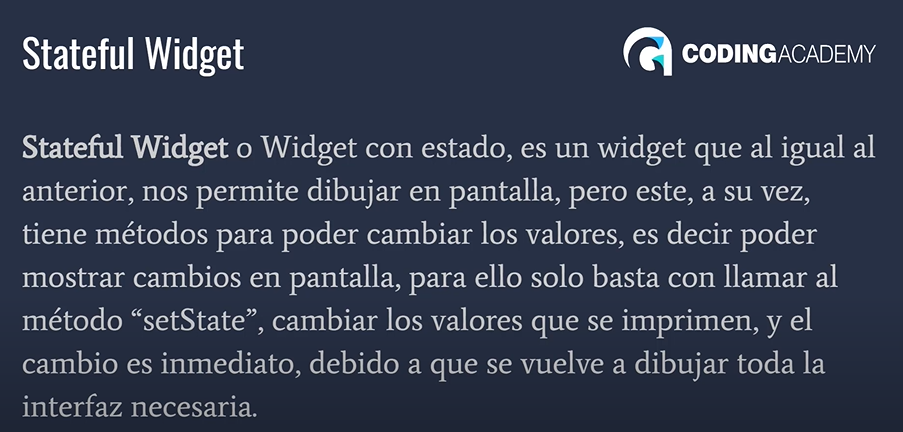 Stateful Widget
CODINGACADEMY
Stateful Widget o Widget con estado, es un widget que al igual al
anterior, nos permite dibujar en pantalla, pero este, a su vez,
tiene métodos para poder cambiar los valores, es decir poder
mostrar cambios en pantalla, para ello solo basta con llamar al
método “setState”, cambiar los valores que se imprimen, y el
cambio es inmediato, debido a que se vuelve a dibujar toda la
interfaz necesaria.